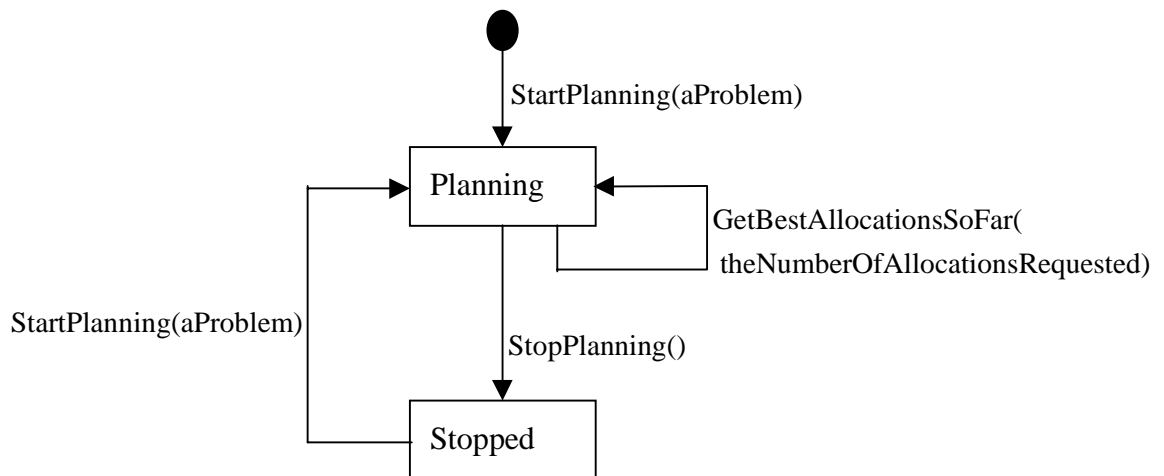 StartPlanning(aProblem)
Planning
GetBestAllocationsSoFar(
theNumberOfAllocationsRequested)
StartPlanning(aProblem)
StopPlanning()
Stopped